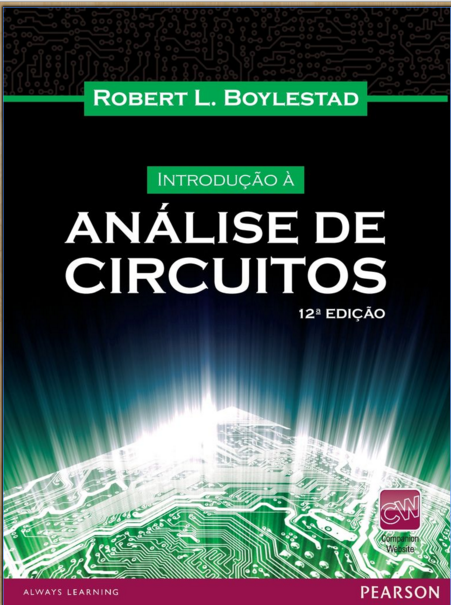 ROBERT L. BOYLESTAD
INTRODUÇÃO À
ANÁLISE DE
CIRCUITOS
12ª EDIÇÃO
CW
Companion
Website
ALWAYS LEARNING
PEARSON